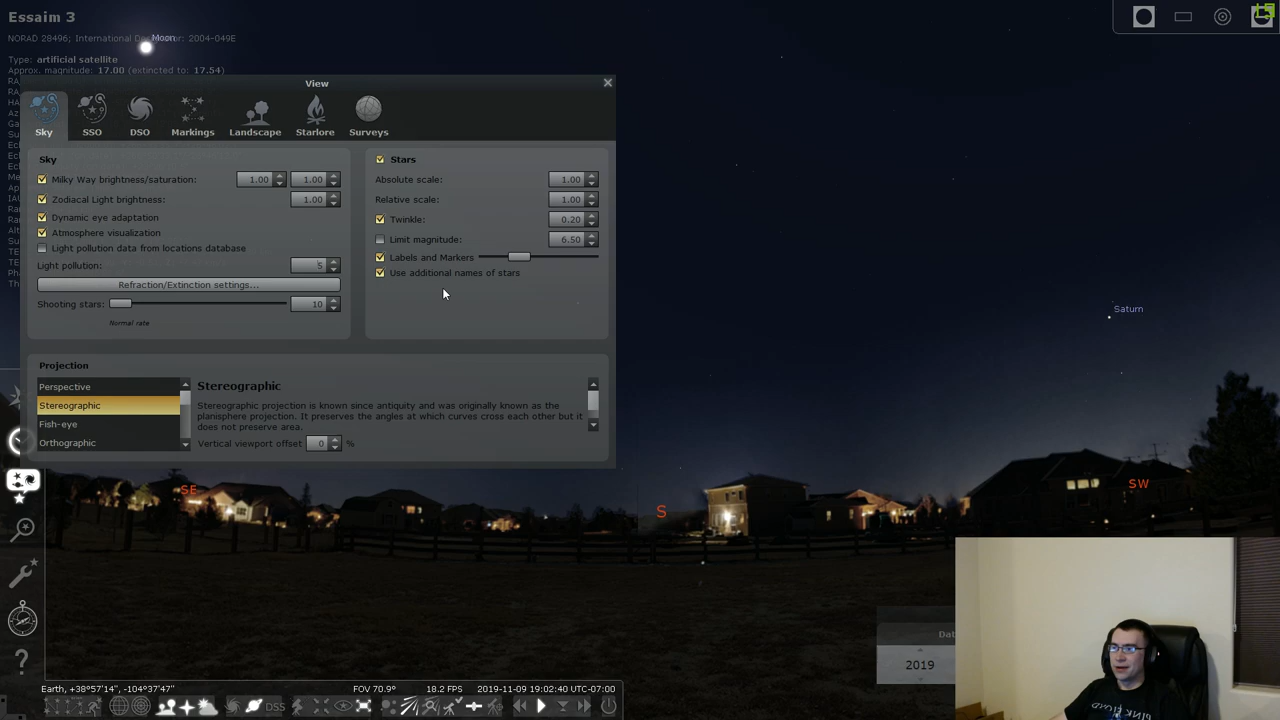 Essaim 3
NORAD 28496; International De
or: 2004-049E
Moon
Type: artificial satellite
Approx. magnitude: 17.00 (extincted to: 17.54)
View
Sky
SSO
DSO
Markings
Landscape
Starlore
Surveys
Sky
Milky Way brightness/saturation:
1.00
1.00
Zodiacal Light brightness:
1.00
Dynamic eye adaptation
Atmosphere visualization
Light pollution data from locations database
Light pollution:
5
Refraction/Extinction settings...
Shooting stars:
10
Normal rate
Stars
Absolute scale:
1.00
Relative scale:
1.00
Twinkle:
0.20
Limit magnitude:
6.50
Labels and Markers
Use additional names of stars
Projection
Perspective
Stereographic
Fish-eye
Orthographic
Stereographic
Stereographic projection is known since antiquity and was originally known as the
planisphere projection. It preserves the angles at which curves cross each other but it
does not preserve area.
Vertical viewport offset
0
%
Saturn
SE
S
SW
Dat
2019
Earth, +38°57'14", -104°37'47"
FOV 70.9°
18.2 FPS
2019-11-09 19:02:40 UTC-07:00
DSS